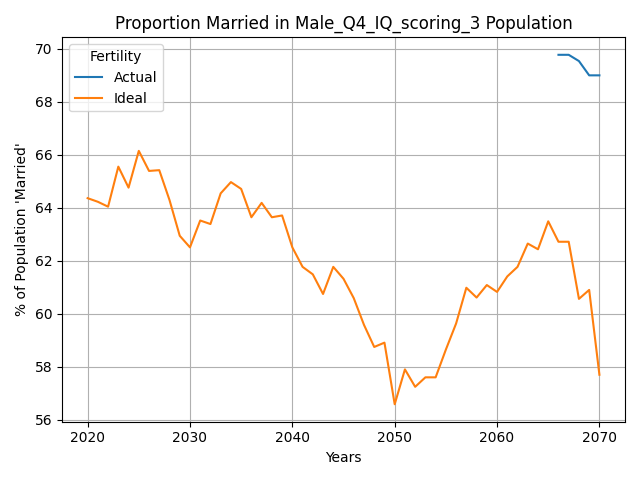 Proportion Married in Male_Q4_IQ_scoring_3 Population
Fertility
Actual
Ideal
% of Population 'Married'
70
68
66
64
62
60
58
56
2020
2030
2040
2050
2060
2070
Years